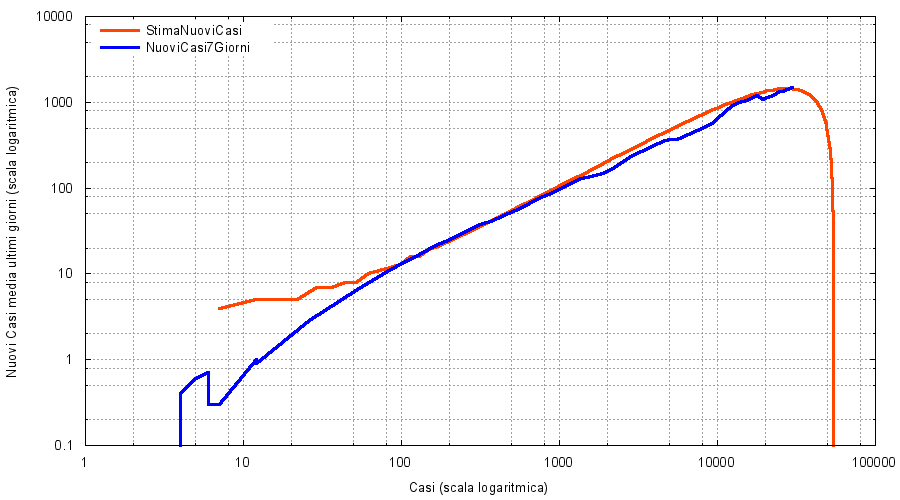 10000
1000
100
10
1
0.1
Nuovi Casi media ultimi giorni (scala logaritmica)
StimaNuoviCasi
NuoviCasi7Giorni
1 10 100 1000 10000 100000
Casi (scala logaritmica)